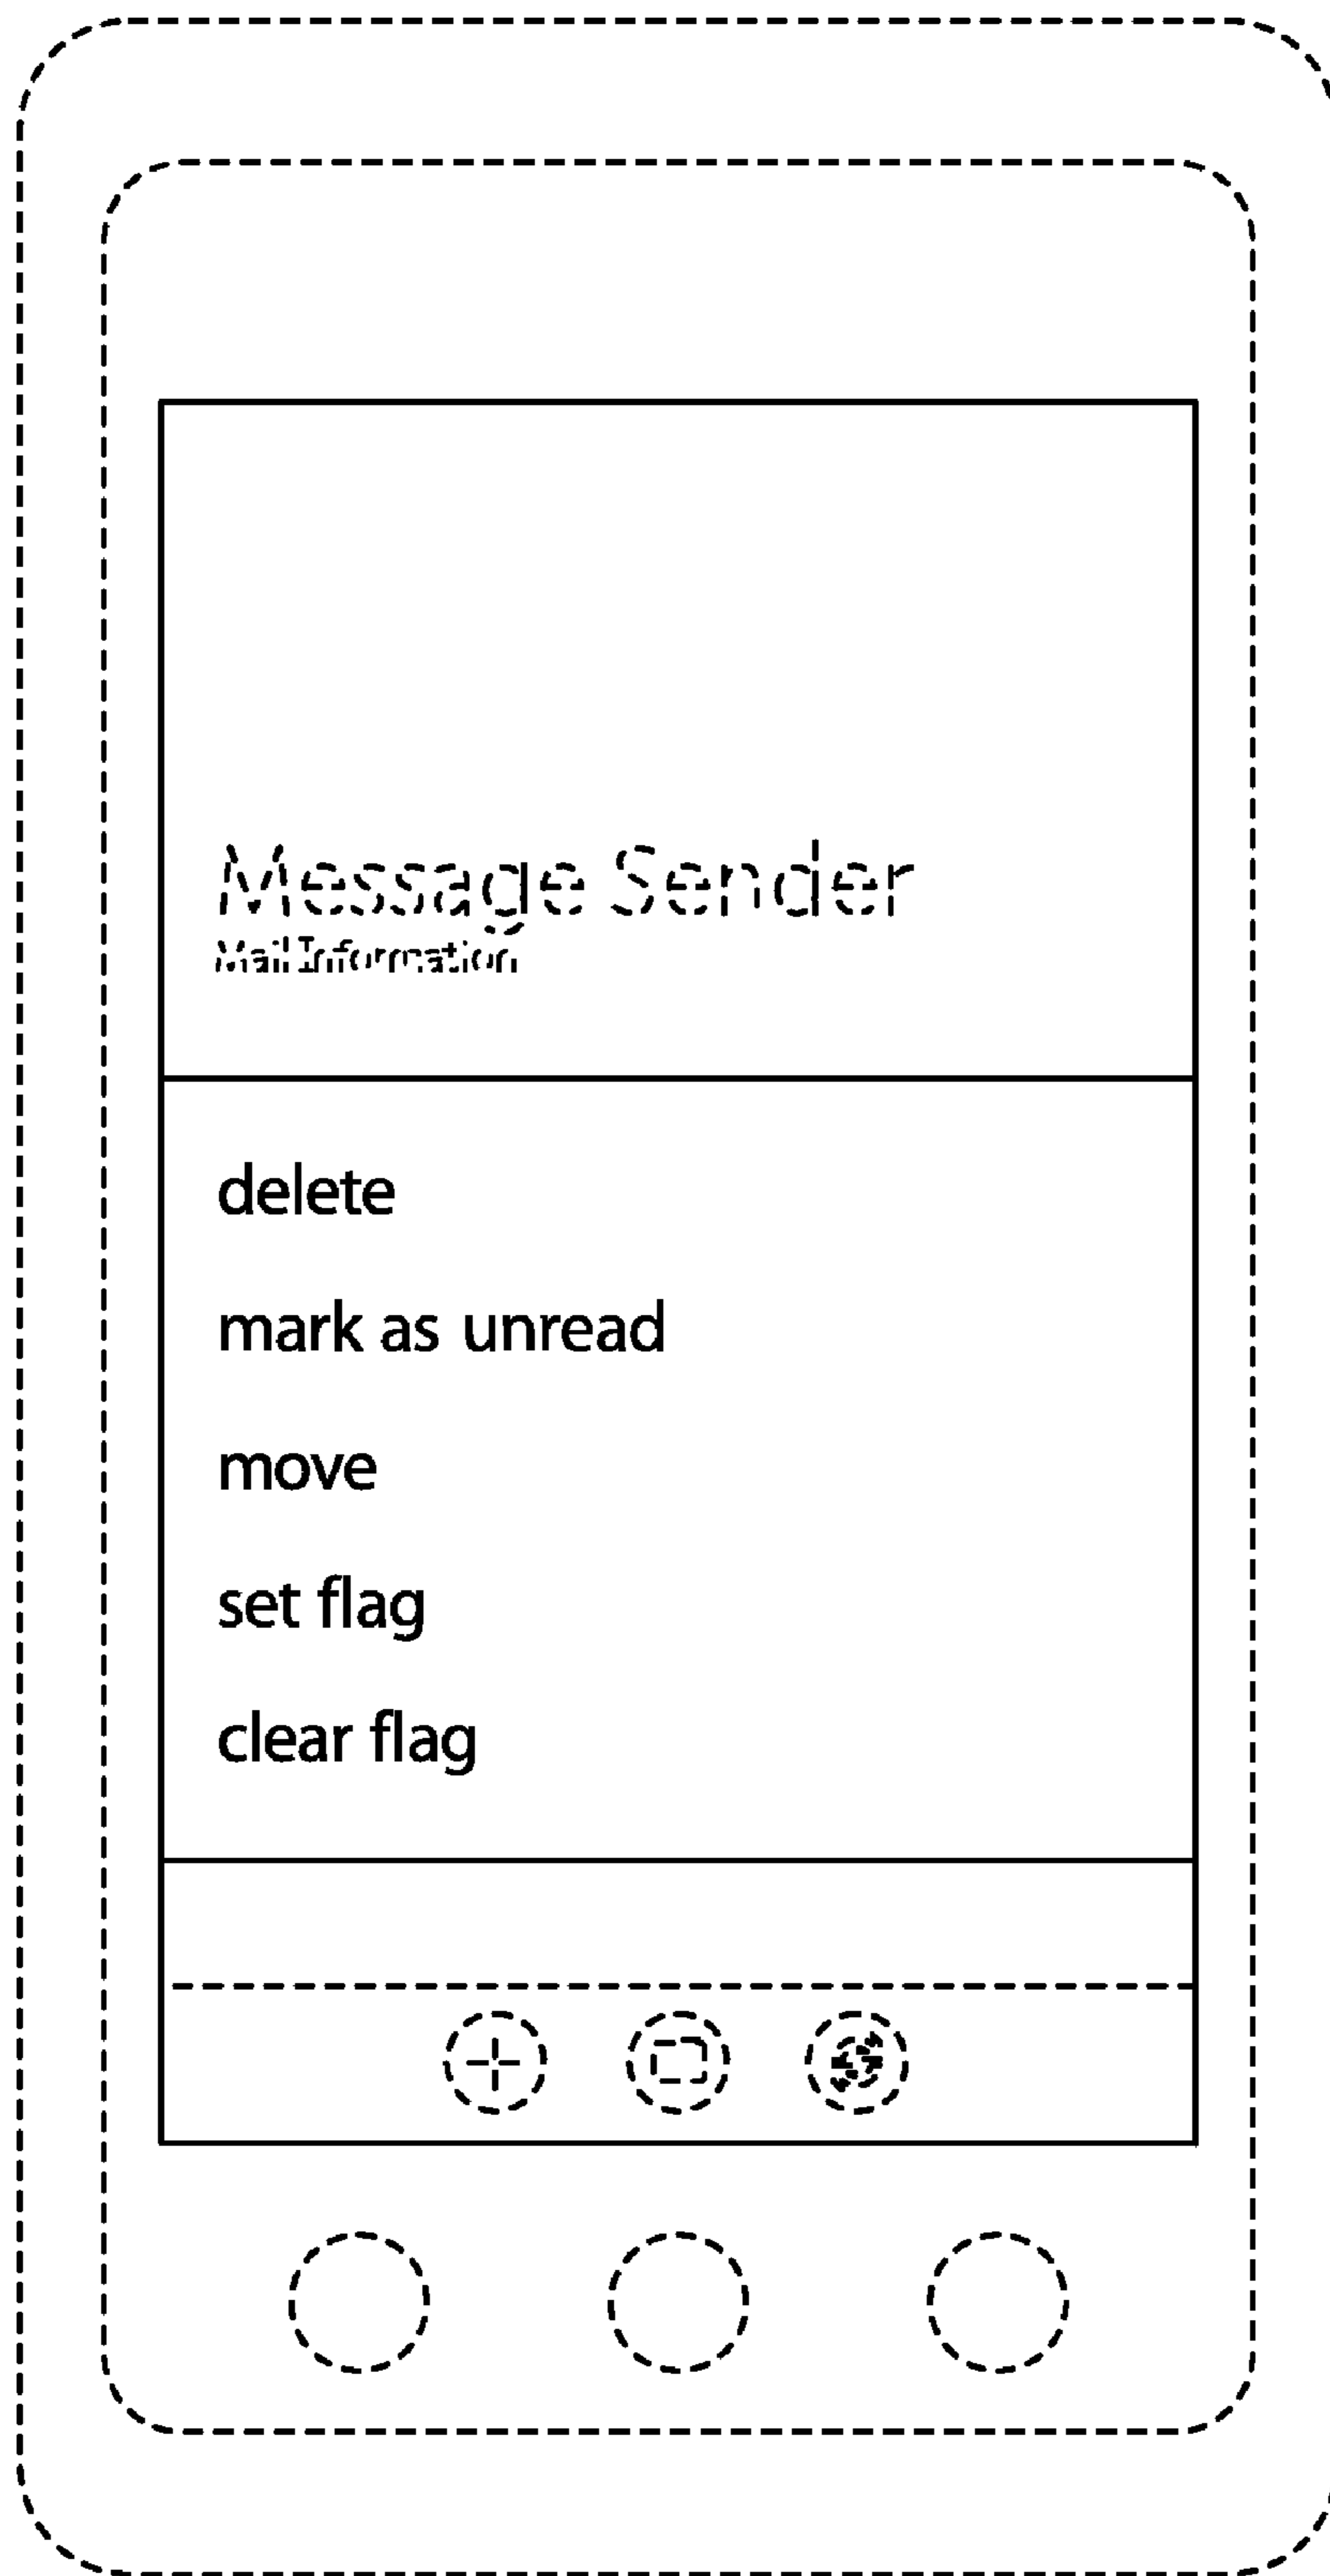 Message Sender
Mail Information
delete
mark as unread
move
set flag
clear flag